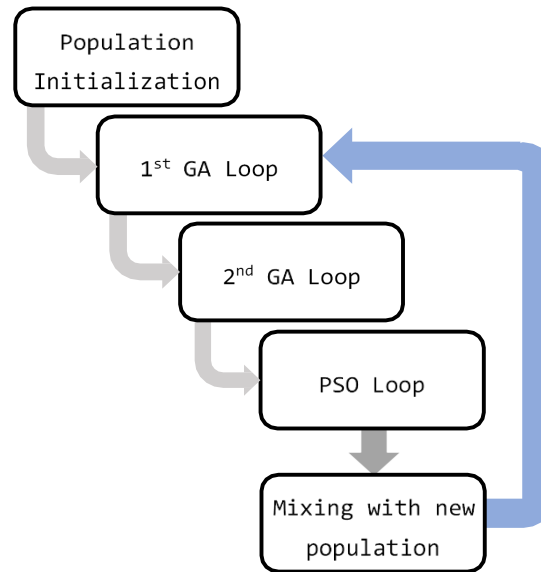 Population
Initialization
1st GA Loop
2nd GA Loop
PSO Loop
Mixing with new
population